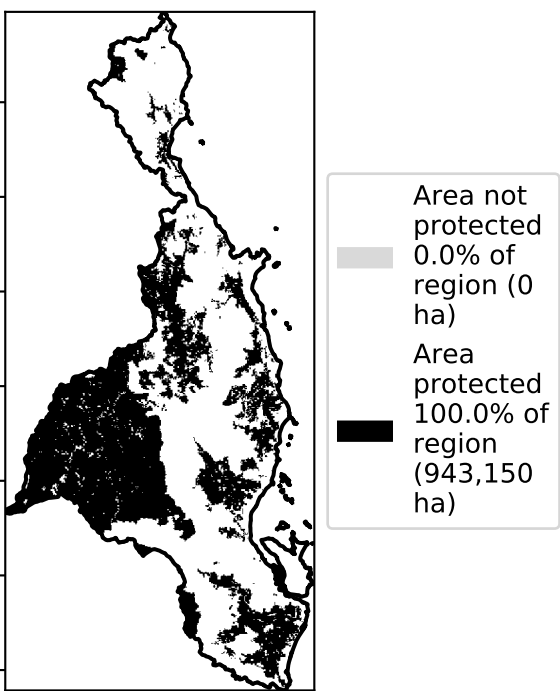 Area not
protected
0.0% of
region (0
ha)
Area
protected
100.0% of
region
(943,150
ha)